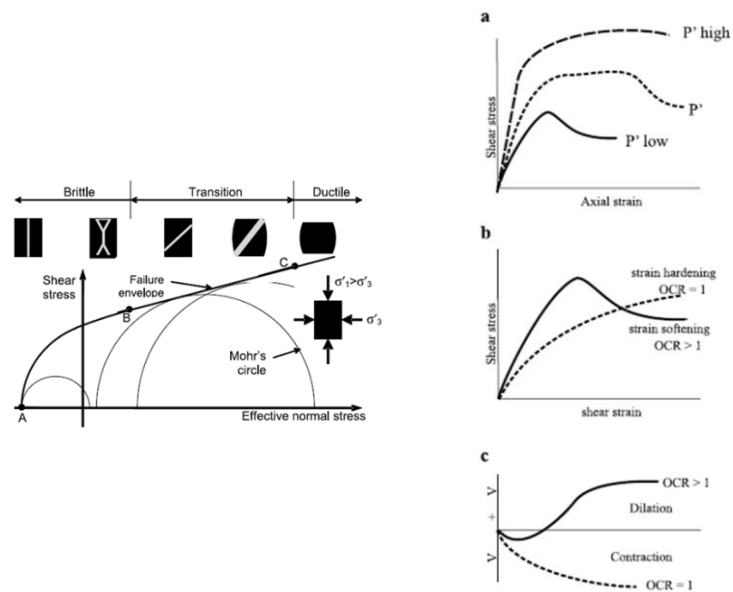 Brittle
Transition
Ductile
Shear
stress
Failure
envelope
C
B
σ'₁>σ'₃
σ'₃
Mohr's
circle
A
Effective normal stress
a
P' high
P'
P' low
Shear stress
Axial strain
b
strain hardening
OCR = 1
strain softening
OCR > 1
Shear stress
shear strain
c
V
+
V
OCR > 1
Dilation
Contraction
OCR = 1